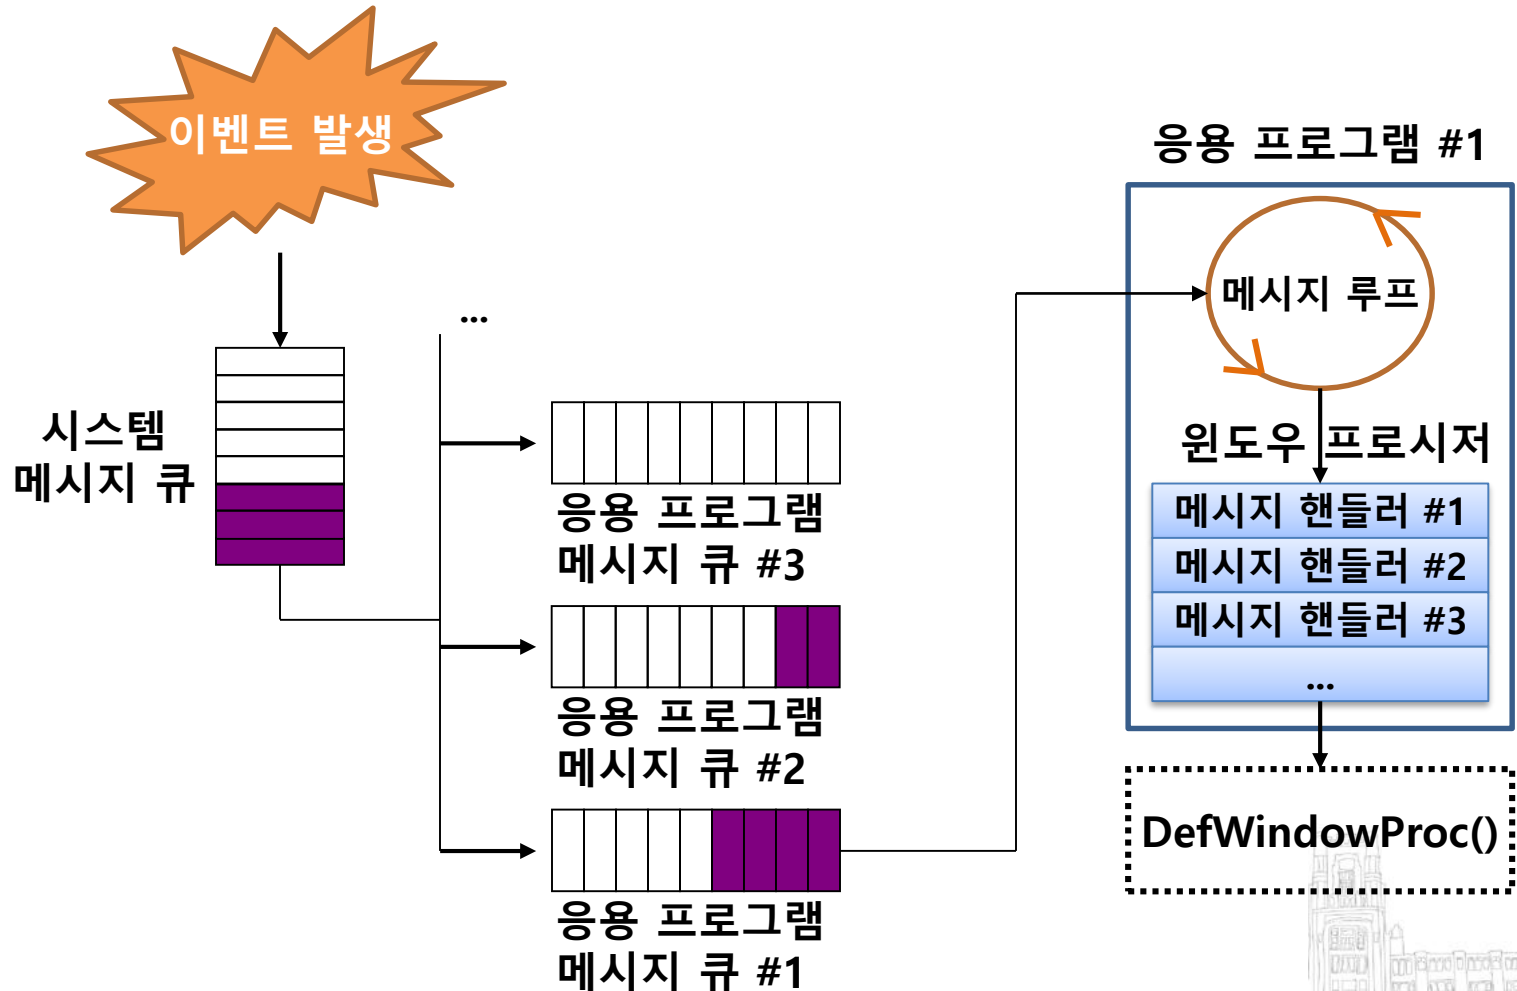 이벤트 발생
시스템
메시지 큐
...
응용 프로그램
메시지 큐 #3
응용 프로그램
메시지 큐 #2
응용 프로그램
메시지 큐 #1
응용 프로그램 #1
메시지 루프
윈도우 프로시저
메시지 핸들러 #1
메시지 핸들러 #2
메시지 핸들러 #3
...
DefWindowProc()